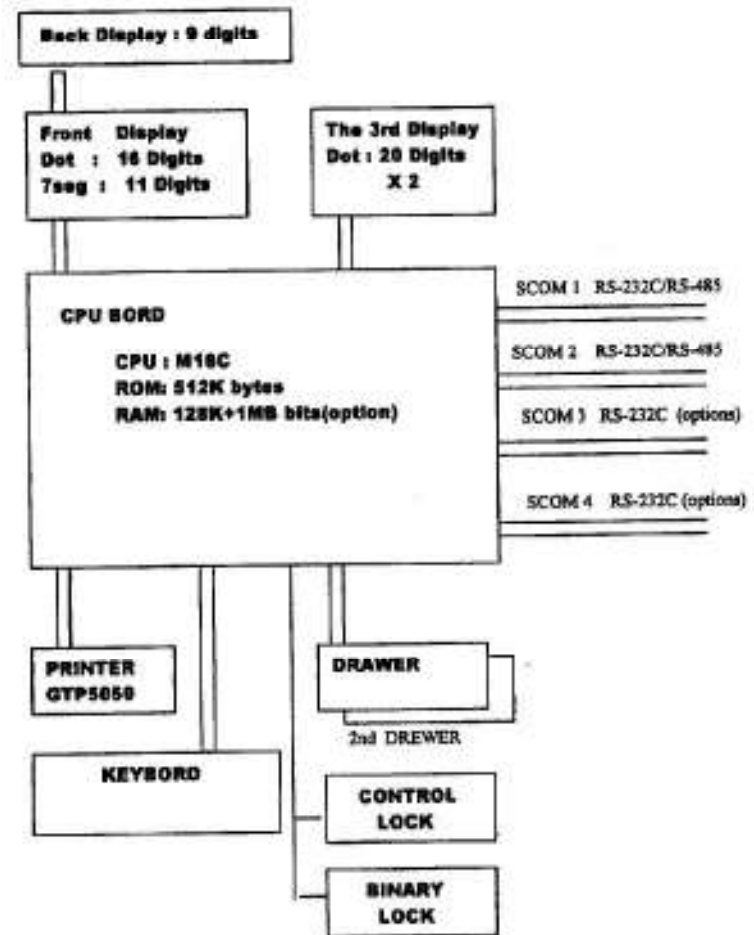 Back Display : 9 digits
Front Display
Dot : 16 Digits
7seg : 11 Digits
The 3rd Display
Dot : 20 Digits
X 2
SCOM 1 RS-232C/RS-485
CPU BORD
SCOM 2 RS-232C/RS-485
CPU : M16C
ROM: 512K bytes
RAM: 128K+1MB bits(option)
SCOM 3 RS-232C (options)
SCOM 4 RS-232C (options)
PRINTER
GTP5050
DRAWER
2nd DREWER
KEYBORD
CONTROL
LOCK
BINARY
LOCK